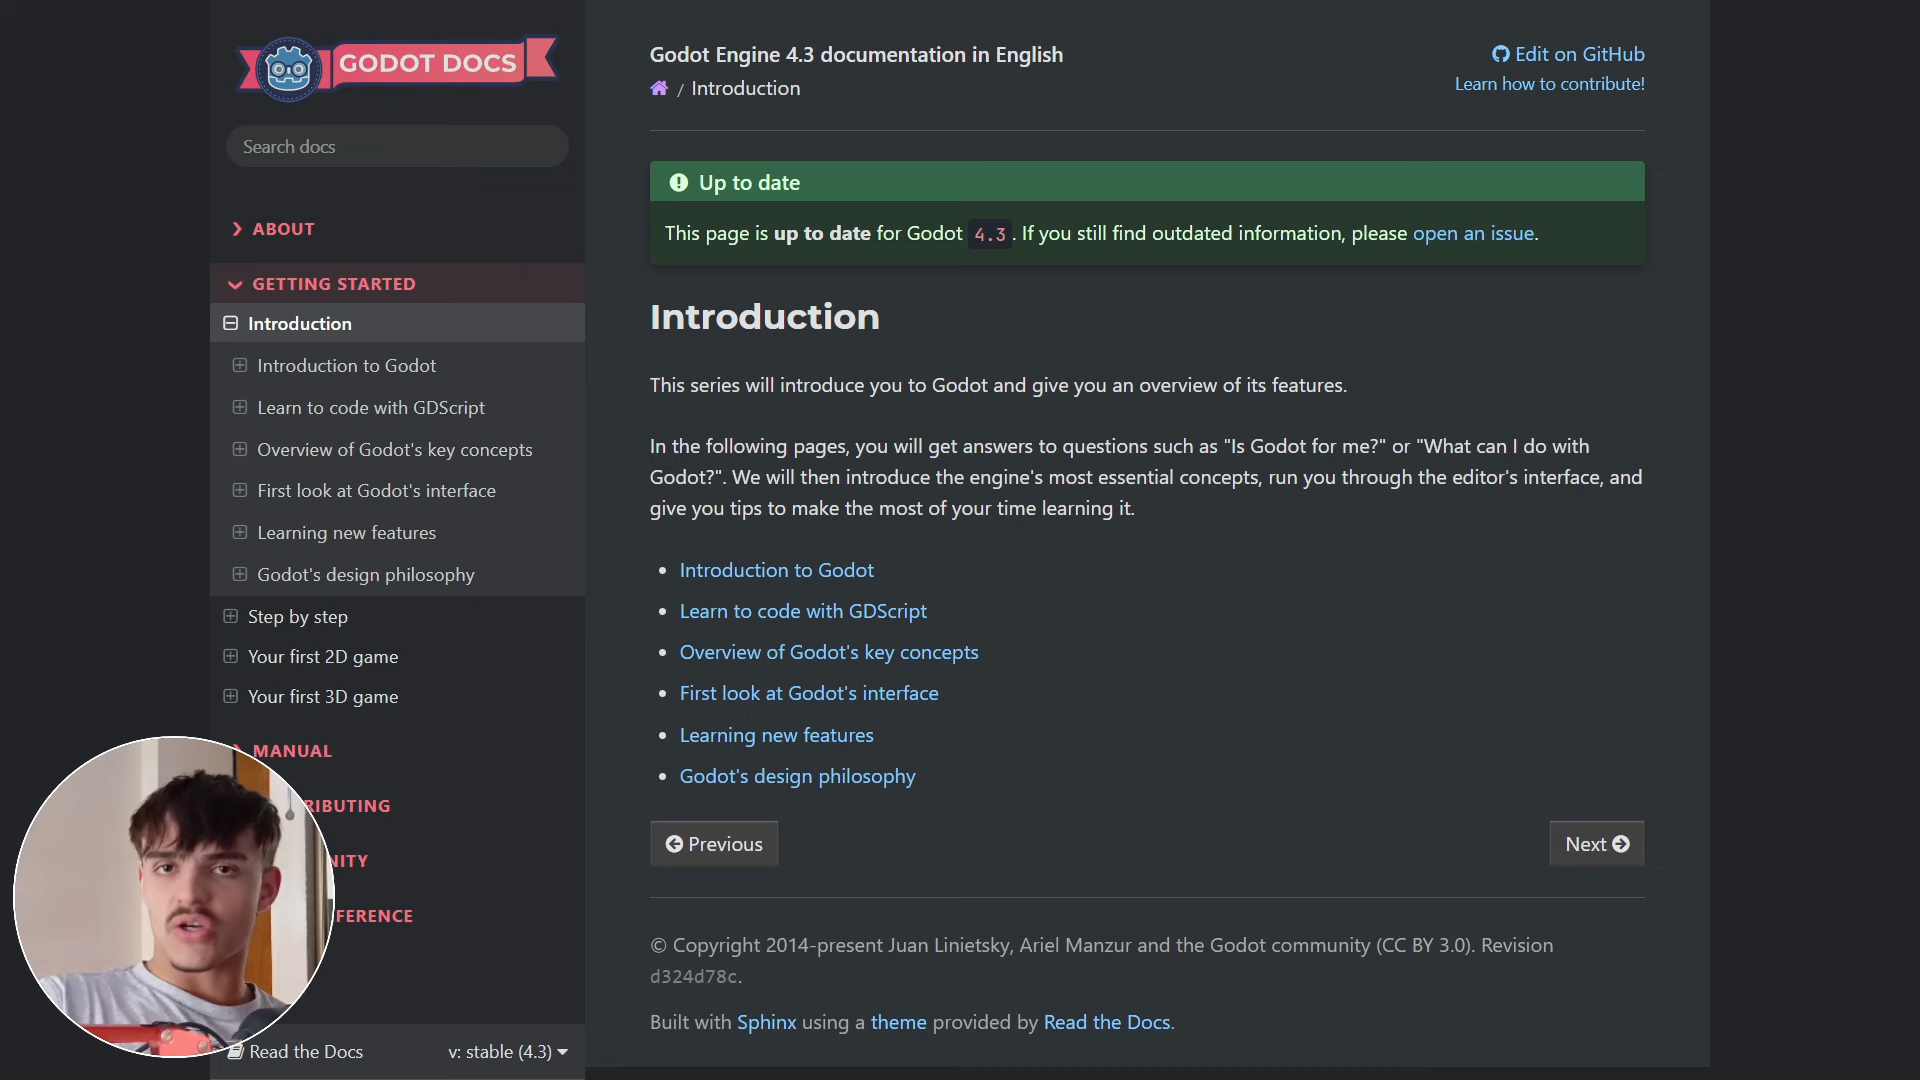 GODOT DOCS
Search docs
ABOUT
GETTING STARTED
Introduction
Introduction to Godot
Learn to code with GDScript
Overview of Godot's key concepts
First look at Godot's interface
Learning new features
Godot's design philosophy
Step by step
Your first 2D game
Your first 3D game
MANUAL
RIBUTING
NITY
FERENCE
Read the Docs
v: stable (4.3)
Godot Engine 4.3 documentation in English
/ Introduction
Edit on GitHub
Learn how to contribute!
Up to date
This page is up to date for Godot 4.3. If you still find outdated information, please open an issue.
Introduction
This series will introduce you to Godot and give you an overview of its features.
In the following pages, you will get answers to questions such as "Is Godot for me?" or "What can I do with
Godot?". We will then introduce the engine's most essential concepts, run you through the editor's interface, and
give you tips to make the most of your time learning it.
• Introduction to Godot
• Learn to code with GDScript
• Overview of Godot's key concepts
• First look at Godot's interface
• Learning new features
• Godot's design philosophy
Previous
Next
© Copyright 2014-present Juan Linietsky, Ariel Manzur and the Godot community (CC BY 3.0). Revision
d324d78c.
Built with Sphinx using a theme provided by Read the Docs.